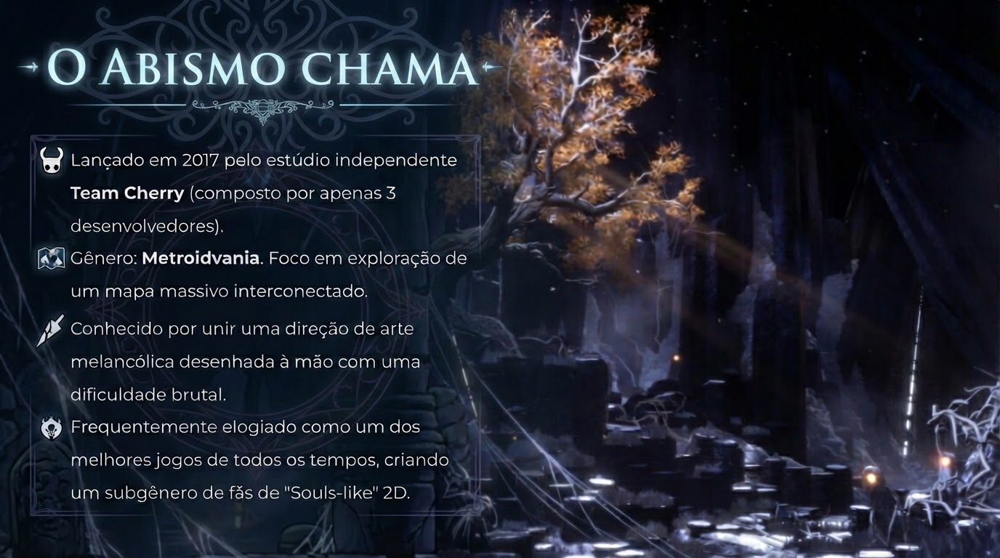 O Abismo chama
Lançado em 2017 pelo estúdio independente
Team Cherry (composto por apenas 3
desenvolvedores).
Gênero: Metroidvania. Foco em exploração de
um mapa massivo interconectado.
Conhecido por unir uma direção de arte
melancólica desenhada à mão com uma
dificuldade brutal.
Frequentemente elogiado como um dos
melhores jogos de todos os tempos, criando
um subgênero de fãs de "Souls-like" 2D.